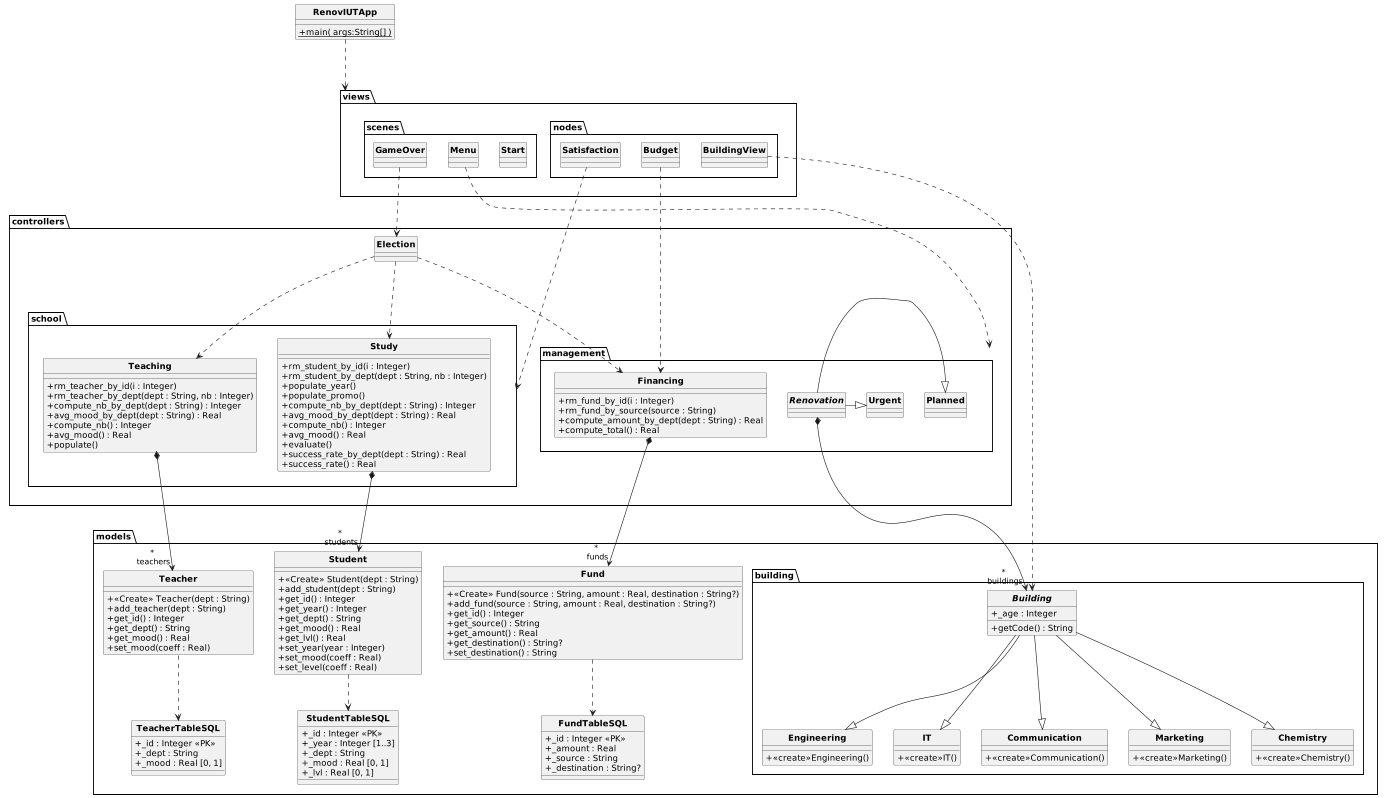 RenovIUTApp
+main( args:String[] )
views
scenes
GameOver
Menu
Start
nodes
Satisfaction
Budget
BuildingView
controllers
Election
school
Teaching
+rm_teacher_by_id(i : Integer)
+rm_teacher_by_dept(dept : String, nb : Integer)
+compute_nb_by_dept(dept : String) : Integer
+avg_mood_by_dept(dept : String) : Real
+compute_nb() : Integer
+avg_mood() : Real
+populate()
Study
+rm_student_by_id(i : Integer)
+rm_student_by_dept(dept : String, nb : Integer)
+populate_year()
+populate_promo()
+compute_nb_by_dept(dept : String) : Integer
+avg_mood_by_dept(dept : String) : Real
+compute_nb() : Integer
+avg_mood() : Real
+evaluate()
+success_rate_by_dept(dept : String) : Real
+success_rate() : Real
management
Financing
+rm_fund_by_id(i : Integer)
+rm_fund_by_source(source : String)
+compute_amount_by_dept(dept : String) : Real
+compute_total() : Real
Renovation
Urgent
Planned
models
*
teachers
*
students
*
funds
*
buildings
Teacher
+«Create» Teacher(dept : String)
+add_teacher(dept : String)
+get_id() : Integer
+get_dept() : String
+get_mood() : Real
+set_mood(coeff : Real)
Student
+«Create» Student(dept : String)
+add_student(dept : String)
+get_id() : Integer
+get_year() : Integer
+get_dept() : String
+get_mood() : Real
+get_lvl() : Real
+set_year(year : Integer)
+set_mood(coeff : Real)
+set_level(coeff : Real)
Fund
+«Create» Fund(source : String, amount : Real, destination : String?)
+add_fund(source : String, amount : Real, destination : String?)
+get_id() : Integer
+get_source() : String
+get_amount() : Real
+get_destination() : String?
+set_destination() : String
building
Building
+_age : Integer
+getCode() : String
TeacherTableSQL
+_id : Integer «PK»
+_dept : String
+_mood : Real [0, 1]
StudentTableSQL
+_id : Integer «PK»
+_year : Integer [1..3]
+_dept : String
+_mood : Real [0, 1]
+_lvl : Real [0, 1]
FundTableSQL
+_id : Integer «PK»
+_amount : Real
+_source : String
+_destination : String?
Engineering
+«create»Engineering()
IT
+«create»IT()
Communication
+«create»Communication()
Marketing
+«create»Marketing()
Chemistry
+«create»Chemistry()